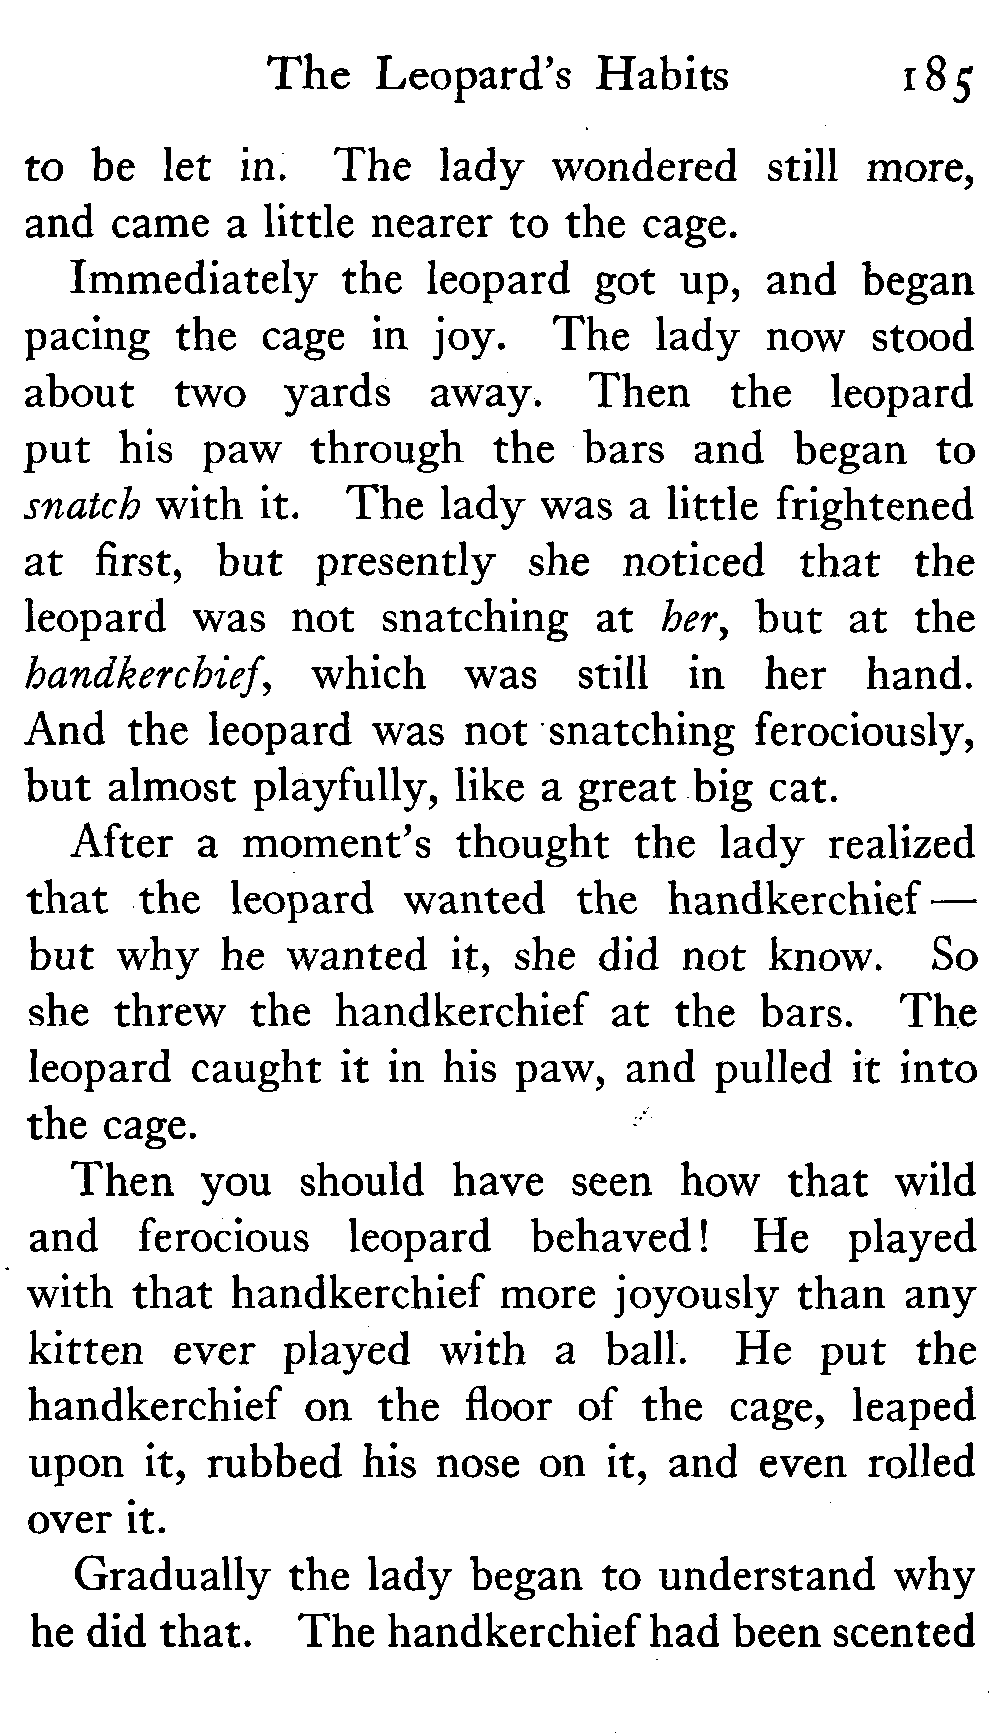 The Leopard's Habits 185
to be let in. The lady wondered still more,
and came a little nearer to the cage.
Immediately the leopard got up, and began
pacing the cage in joy. The lady now stood
about two yards away. Then the leopard
put his paw through the bars and began to
snatch with it. The lady was a little frightened
at first, but presently she noticed that the
leopard was not snatching at her, but at the
handkerchief, which was still in her hand.
And the leopard was not snatching ferociously,
but almost playfully, like a great big cat.
After a moment's thought the lady realized
that the leopard wanted the handkerchief —
but why he wanted it, she did not know. So
she threw the handkerchief at the bars. The
leopard caught it in his paw, and pulled it into
the cage.
Then you should have seen how that wild
and ferocious leopard behaved! He played
with that handkerchief more joyously than any
kitten ever played with a ball. He put the
handkerchief on the floor of the cage, leaped
upon it, rubbed his nose on it, and even rolled
over it.
Gradually the lady began to understand why
he did that. The handkerchief had been scented